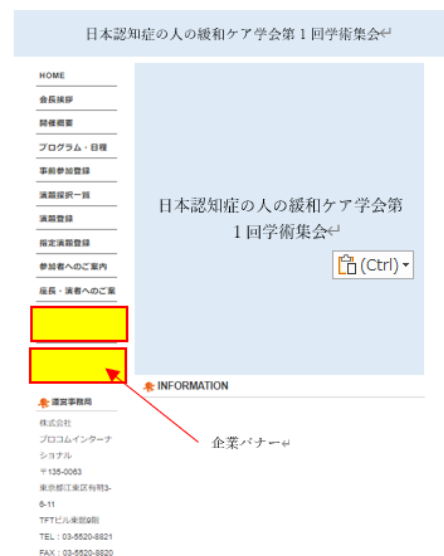 日本認知症の人の緩和ケア学会第１回学術集会↵
HOME
会長挨拶
開催概要
プログラム・日程
事前参加登録
演題採択一覧
演題登録
指定演題登録
参加者へのご案内
座長・演者へのご案
日本認知症の人の緩和ケア学会第
１回学術集会↵
(Ctrl)
INFORMATION
企業バナー↵
運営事務局
株式会社
プロコムインターナ
ショナル
〒135-0063
東京都江東区有明3-
6-11
TFTビル東館9階
TEL：03-5520-8821
FAX：03-5520-8820